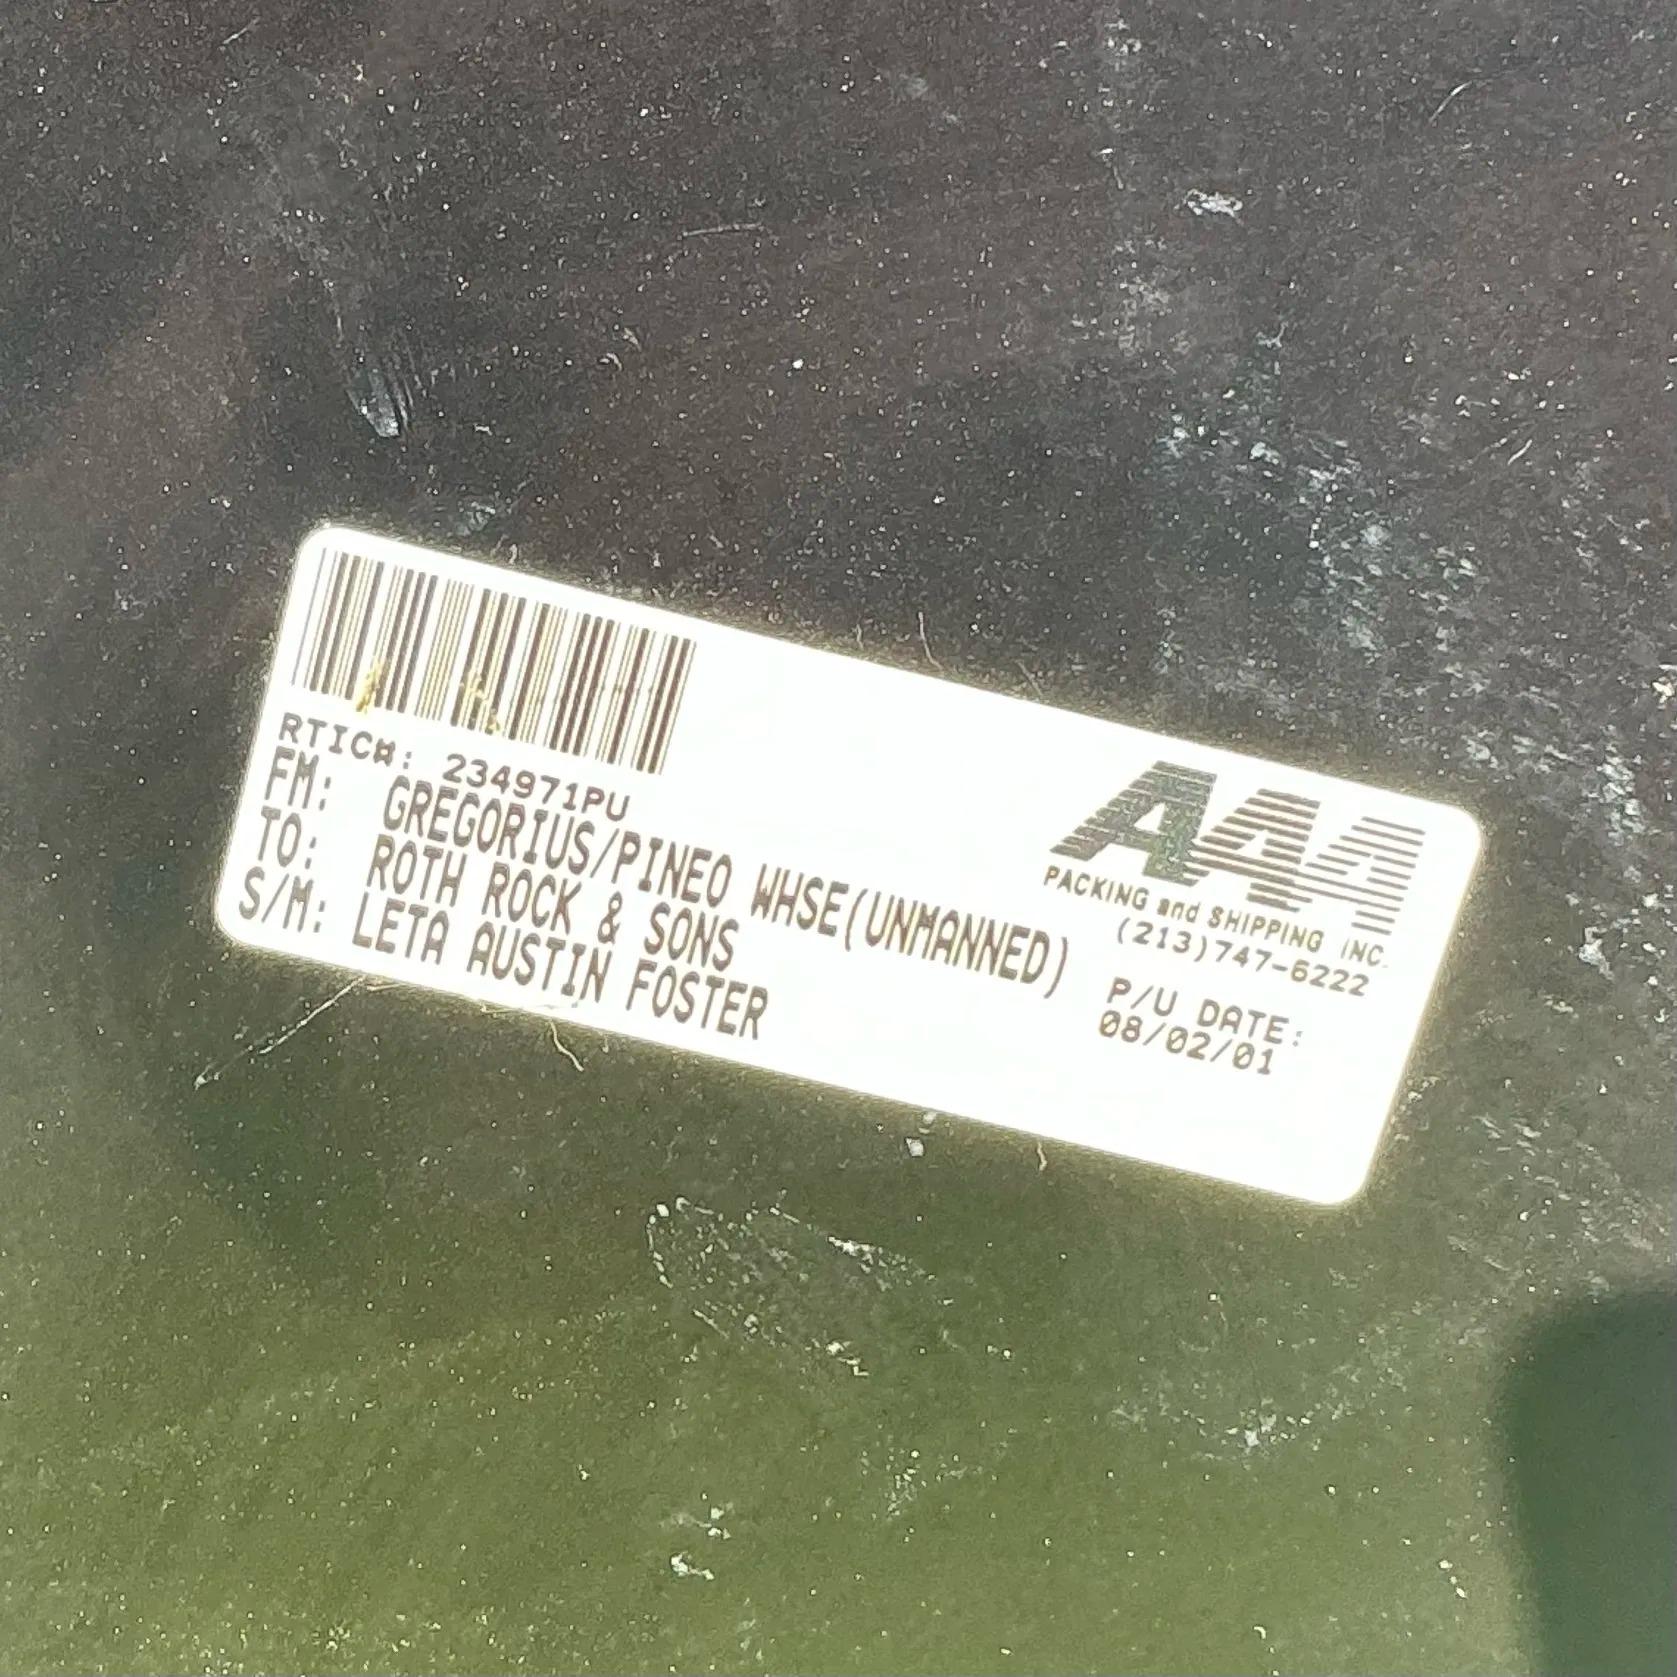 RTIC#: 234971PU
FM: GREGORIUS/PINEO WHSE(UNMANNED)
TO: ROTH ROCK & SONS
S/M: LETA AUSTIN FOSTER
AAA
PACKING and SHIPPING INC.
(213)747-6222
P/U DATE:
08/02/01